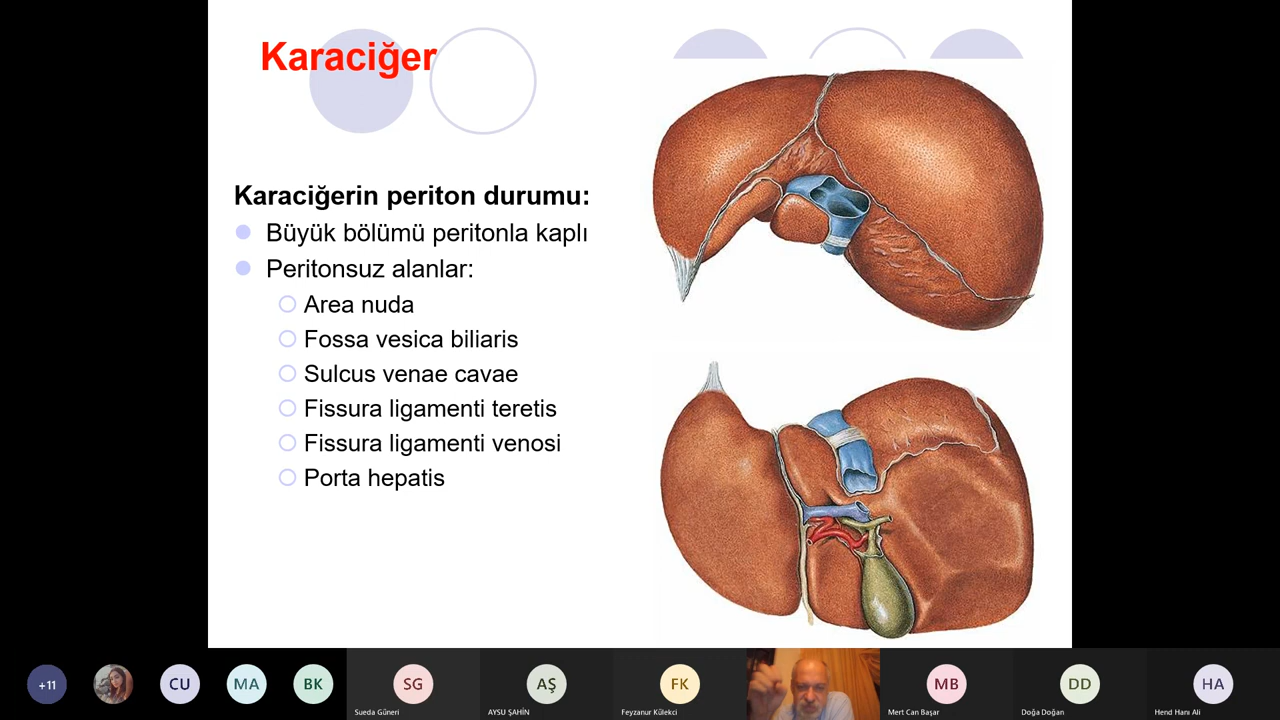 Karaciğer
Karaciğerin periton durumu:
Büyük bölümü peritonla kaplı
Peritonsuz alanlar:
Area nuda
Fossa vesica biliaris
Sulcus venae cavae
Fissura ligamenti teretis
Fissura ligamenti venosi
Porta hepatis
+11
CU
MA
BK
SG
AŞ
FK
MB
DD
HA
Sueda Güneri
AYSU ŞAHİN
Feyzanur Külekci
Mert Can Başar
Doğa Doğan
Hend Hanı Ali